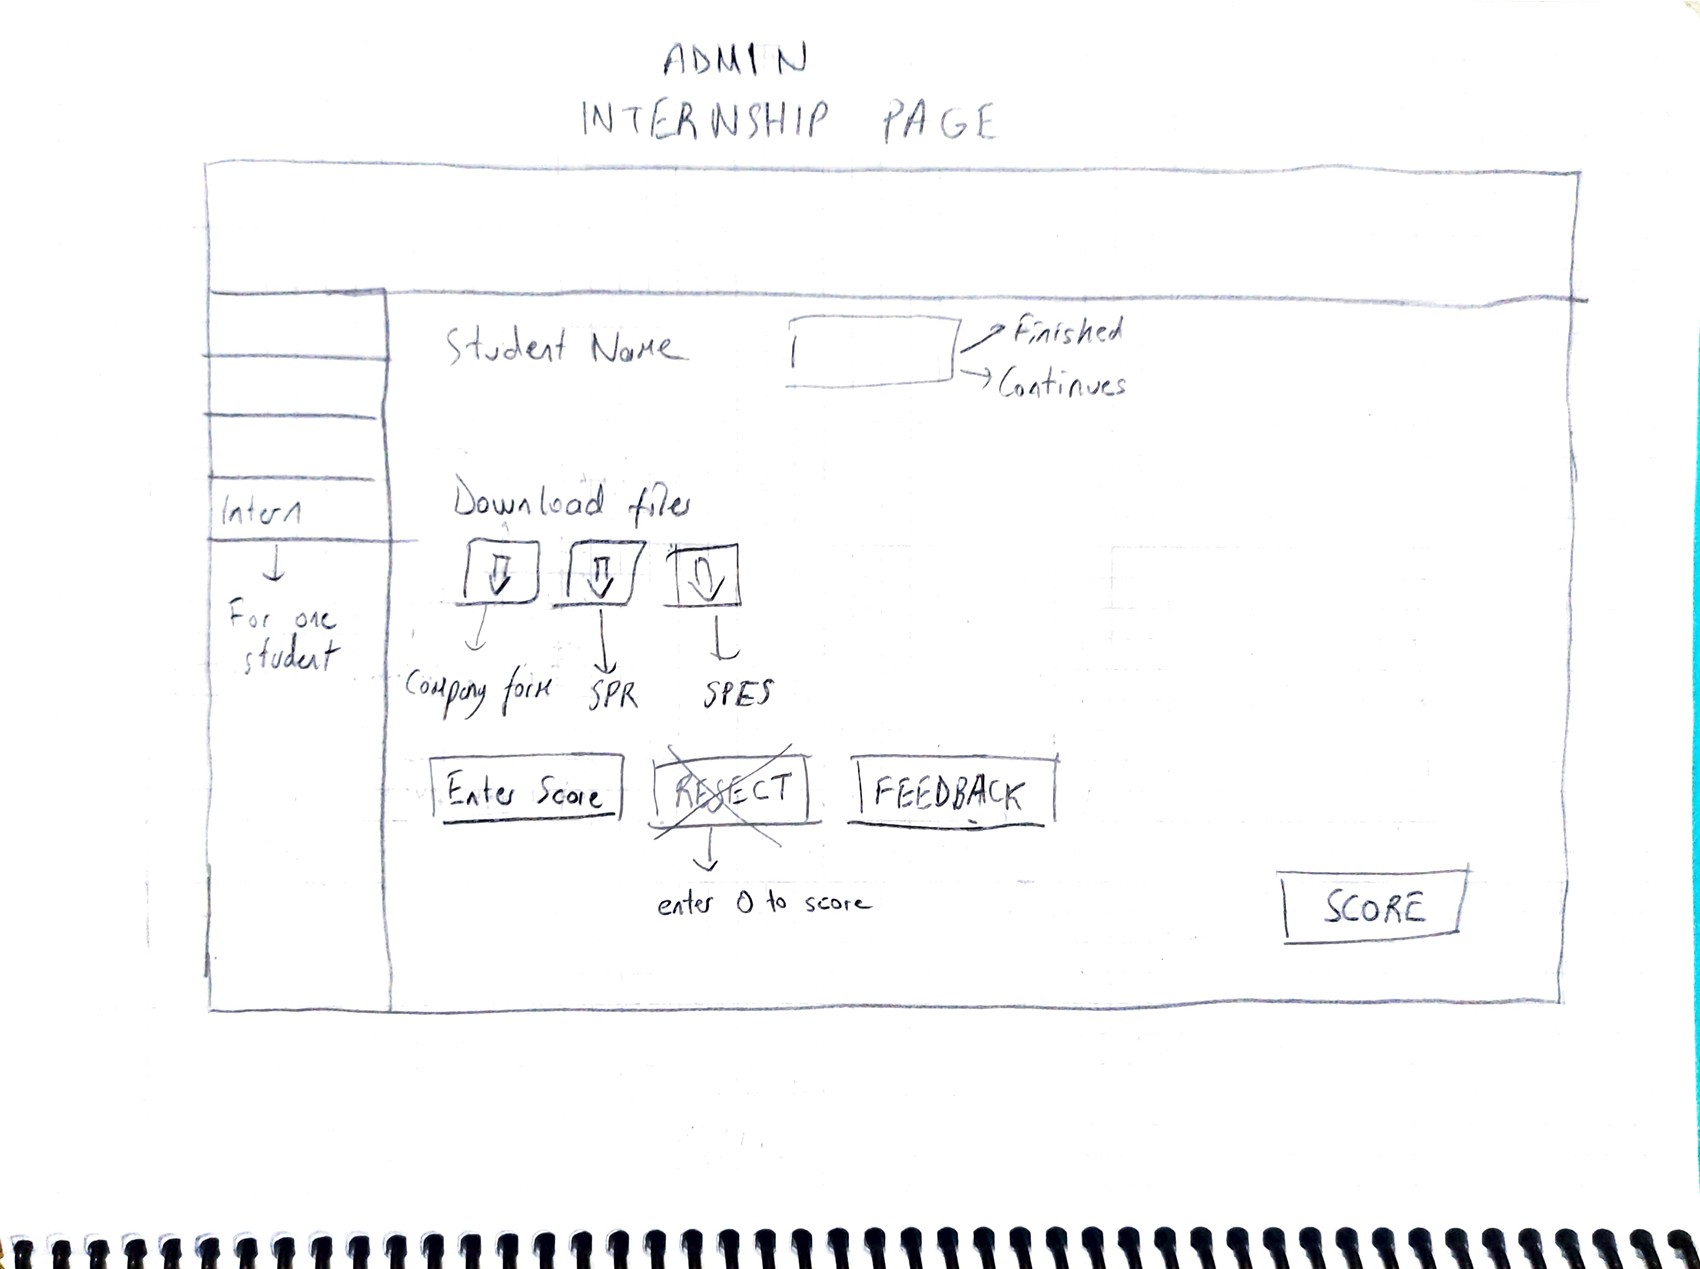 ADMIN
INTERNSHIP PAGE
Student Name
Finished
Continues
Intern
For one
student
Download files
Company form SPR SPES
Enter Score REJECT FEEDBACK
enter 0 to score
SCORE